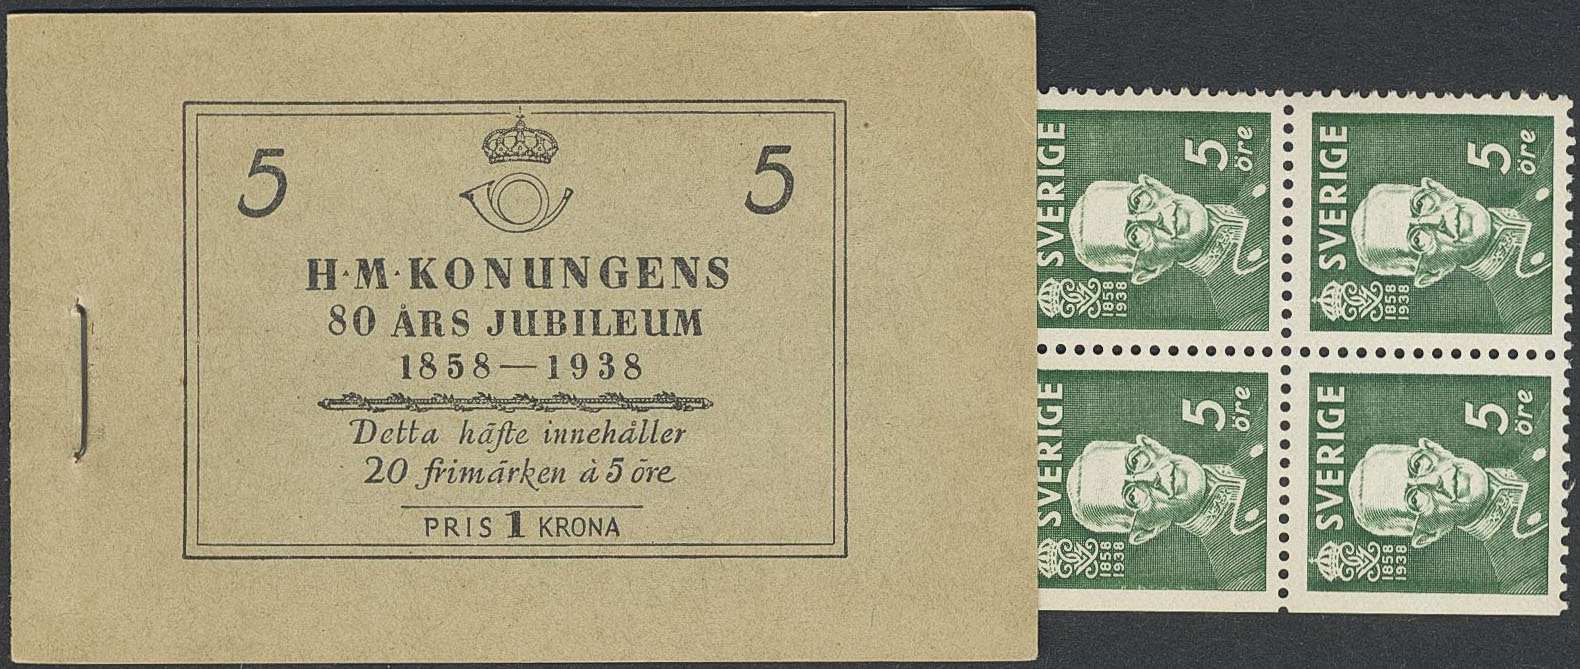 5 5
H·M·KONUNGENS
80 ÅRS JUBILEUM
1858—1938
Detta häfte innehåller
20 frimärken à 5 öre
PRIS 1 KRONA
SVERIGE
5 öre
1858
1938
SVERIGE
5 öre
1858
1938
SVERIGE
5 öre
1858
1938
SVERIGE
5 öre
1858
1938